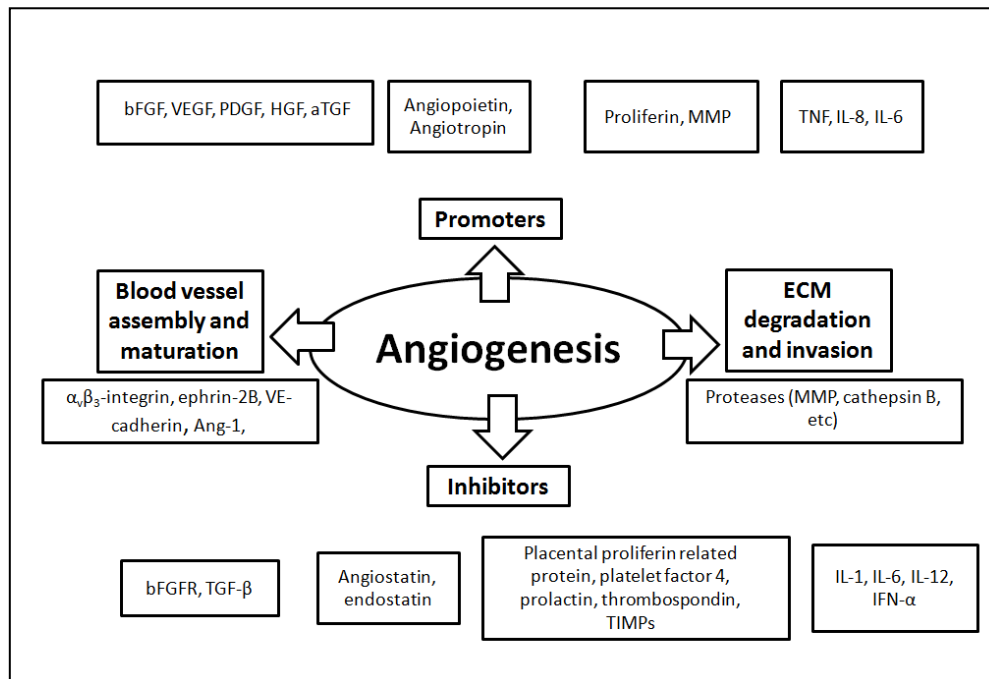 bFGF, VEGF, PDGF, HGF, aTGF
Angiopoietin,
Angiotropin
Proliferin, MMP
TNF, IL-8, IL-6
Promoters
Blood vessel
assembly and
maturation
Angiogenesis
ECM
degradation
and invasion
αvβ3-integrin, ephrin-2B, VE-
cadherin, Ang-1,
Proteases (MMP, cathepsin B,
etc)
Inhibitors
bFGFR, TGF-β
Angiostatin,
endostatin
Placental proliferin related
protein, platelet factor 4,
prolactin, thrombospondin,
TIMPs
IL-1, IL-6, IL-12,
IFN-α